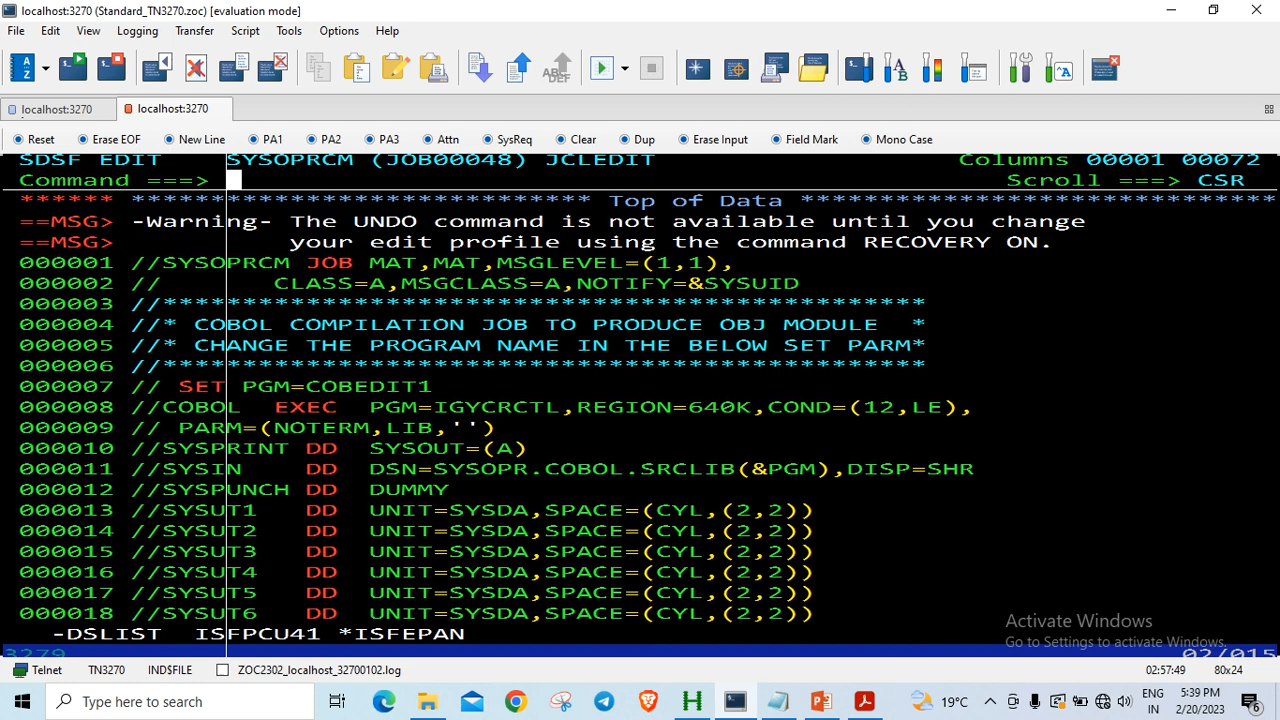 localhost:3270 (Standard_TN3270.zoc) [evaluation mode]
File Edit View Logging Transfer Script Tools Options Help
localhost:3270 localhost:3270
Reset Erase EOF New Line PA1 PA2 PA3 Attn SysReq Clear Dup Erase Input Field Mark Mono Case
SDSF EDIT SYSOPRCM (JOB00048) JCLEDIT Columns 00001 00072
Command ===> Scroll ===> CSR
****** *************************** Top of Data ******************************
==MSG> -Warning- The UNDO command is not available until you change
==MSG> your edit profile using the command RECOVERY ON.
000001 //SYSOPRCM JOB MAT,MAT,MSGLEVEL=(1,1),
000002 // CLASS=A,MSGCLASS=A,NOTIFY=&SYSUID
000003 //************************************************
000004 //* COBOL COMPILATION JOB TO PRODUCE OBJ MODULE *
000005 //* CHANGE THE PROGRAM NAME IN THE BELOW SET PARM*
000006 //************************************************
000007 // SET PGM=COBEDIT1
000008 //COBOL EXEC PGM=IGYCRCTL,REGION=640K,COND=(12,LE),
000009 // PARM=(NOTERM,LIB,'')
000010 //SYSPRINT DD SYSOUT=(A)
000011 //SYSIN DD DSN=SYSOPR.COBOL.SRCLIB(&PGM),DISP=SHR
000012 //SYSPUNCH DD DUMMY
000013 //SYSUT1 DD UNIT=SYSDA,SPACE=(CYL,(2,2))
000014 //SYSUT2 DD UNIT=SYSDA,SPACE=(CYL,(2,2))
000015 //SYSUT3 DD UNIT=SYSDA,SPACE=(CYL,(2,2))
000016 //SYSUT4 DD UNIT=SYSDA,SPACE=(CYL,(2,2))
000017 //SYSUT5 DD UNIT=SYSDA,SPACE=(CYL,(2,2))
000018 //SYSUT6 DD UNIT=SYSDA,SPACE=(CYL,(2,2))
-DSLIST ISFPCU41 *ISFEPAN
Activate Windows
Go to Settings to activate Windows.
3279 02/015
Telnet TN3270 IND$FILE ZOC2302_localhost_32700102.log 02:57:49 80x24
Type here to search 19°C ENG IN 5:39 PM 2/20/2023 6